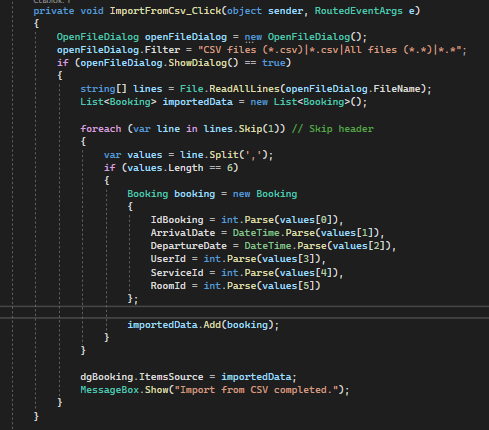 private void ImportFromCsv_Click(object sender, RoutedEventArgs e)
{
OpenFileDialog openFileDialog = new OpenFileDialog();
openFileDialog.Filter = "CSV files (*.csv)|*.csv|All files (*.*)|*.*";
if (openFileDialog.ShowDialog() == true)
{
string[] lines = File.ReadAllLines(openFileDialog.FileName);
List<Booking> importedData = new List<Booking>();
foreach (var line in lines.Skip(1)) // Skip header
{
var values = line.Split(',');
if (values.Length == 6)
{
Booking booking = new Booking
{
IdBooking = int.Parse(values[0]),
ArrivalDate = DateTime.Parse(values[1]),
DepartureDate = DateTime.Parse(values[2]),
UserId = int.Parse(values[3]),
ServiceId = int.Parse(values[4]),
RoomId = int.Parse(values[5])
};
importedData.Add(booking);
}
}
dgBooking.ItemsSource = importedData;
MessageBox.Show("Import from CSV completed.");
}
}